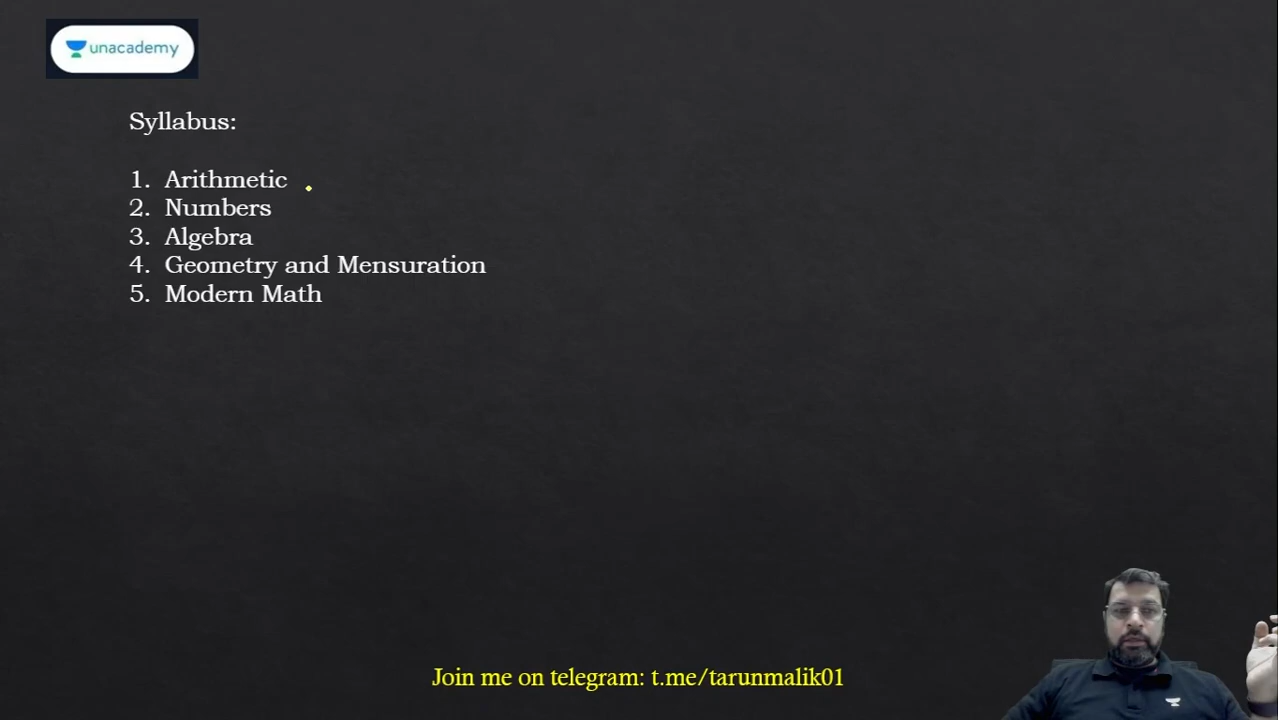 unacademy
Syllabus:
1. Arithmetic
2. Numbers
3. Algebra
4. Geometry and Mensuration
5. Modern Math
Join me on telegram: t.me/tarunmalik01